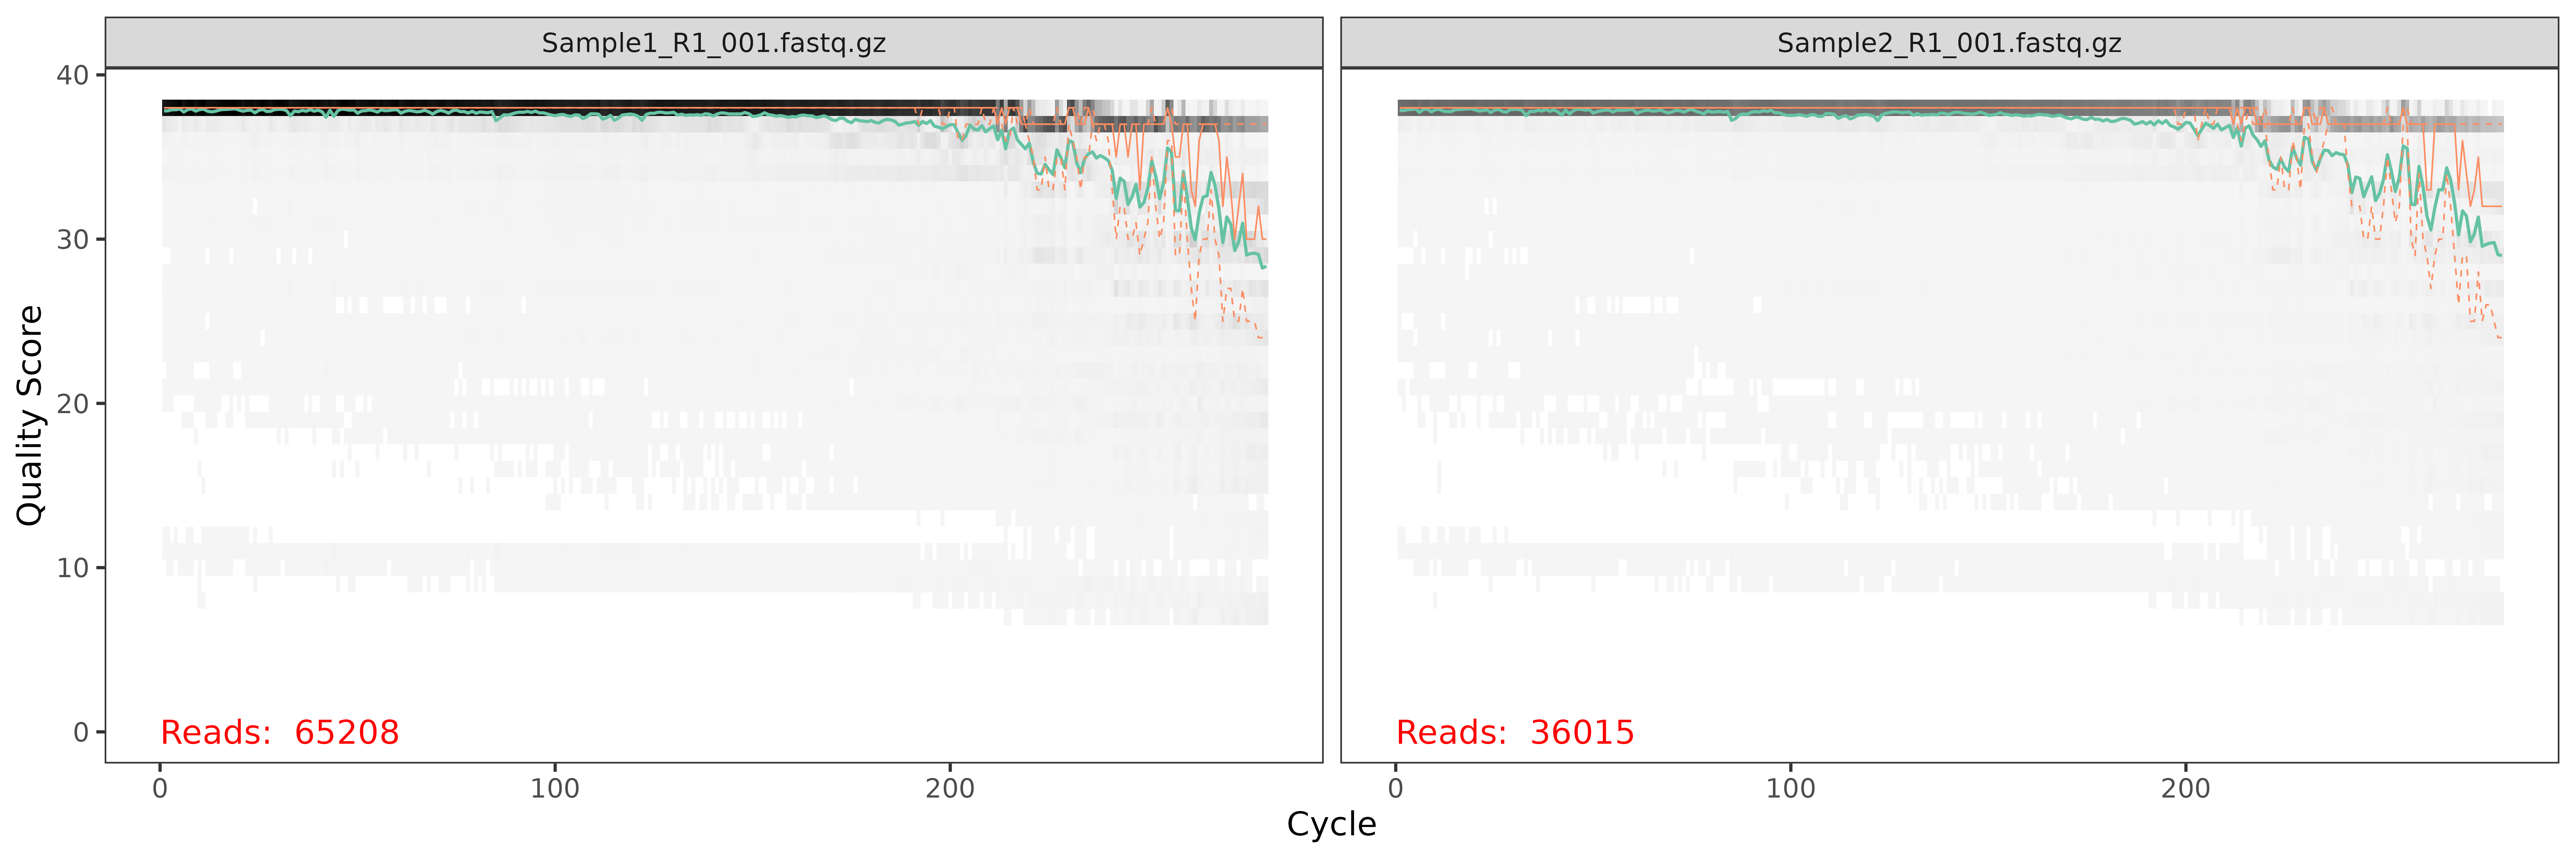 Sample1_R1_001.fastq.gz
Sample2_R1_001.fastq.gz
Quality Score
40
30
20
10
0
Reads: 65208
Reads: 36015
0 100 200
0 100 200
Cycle